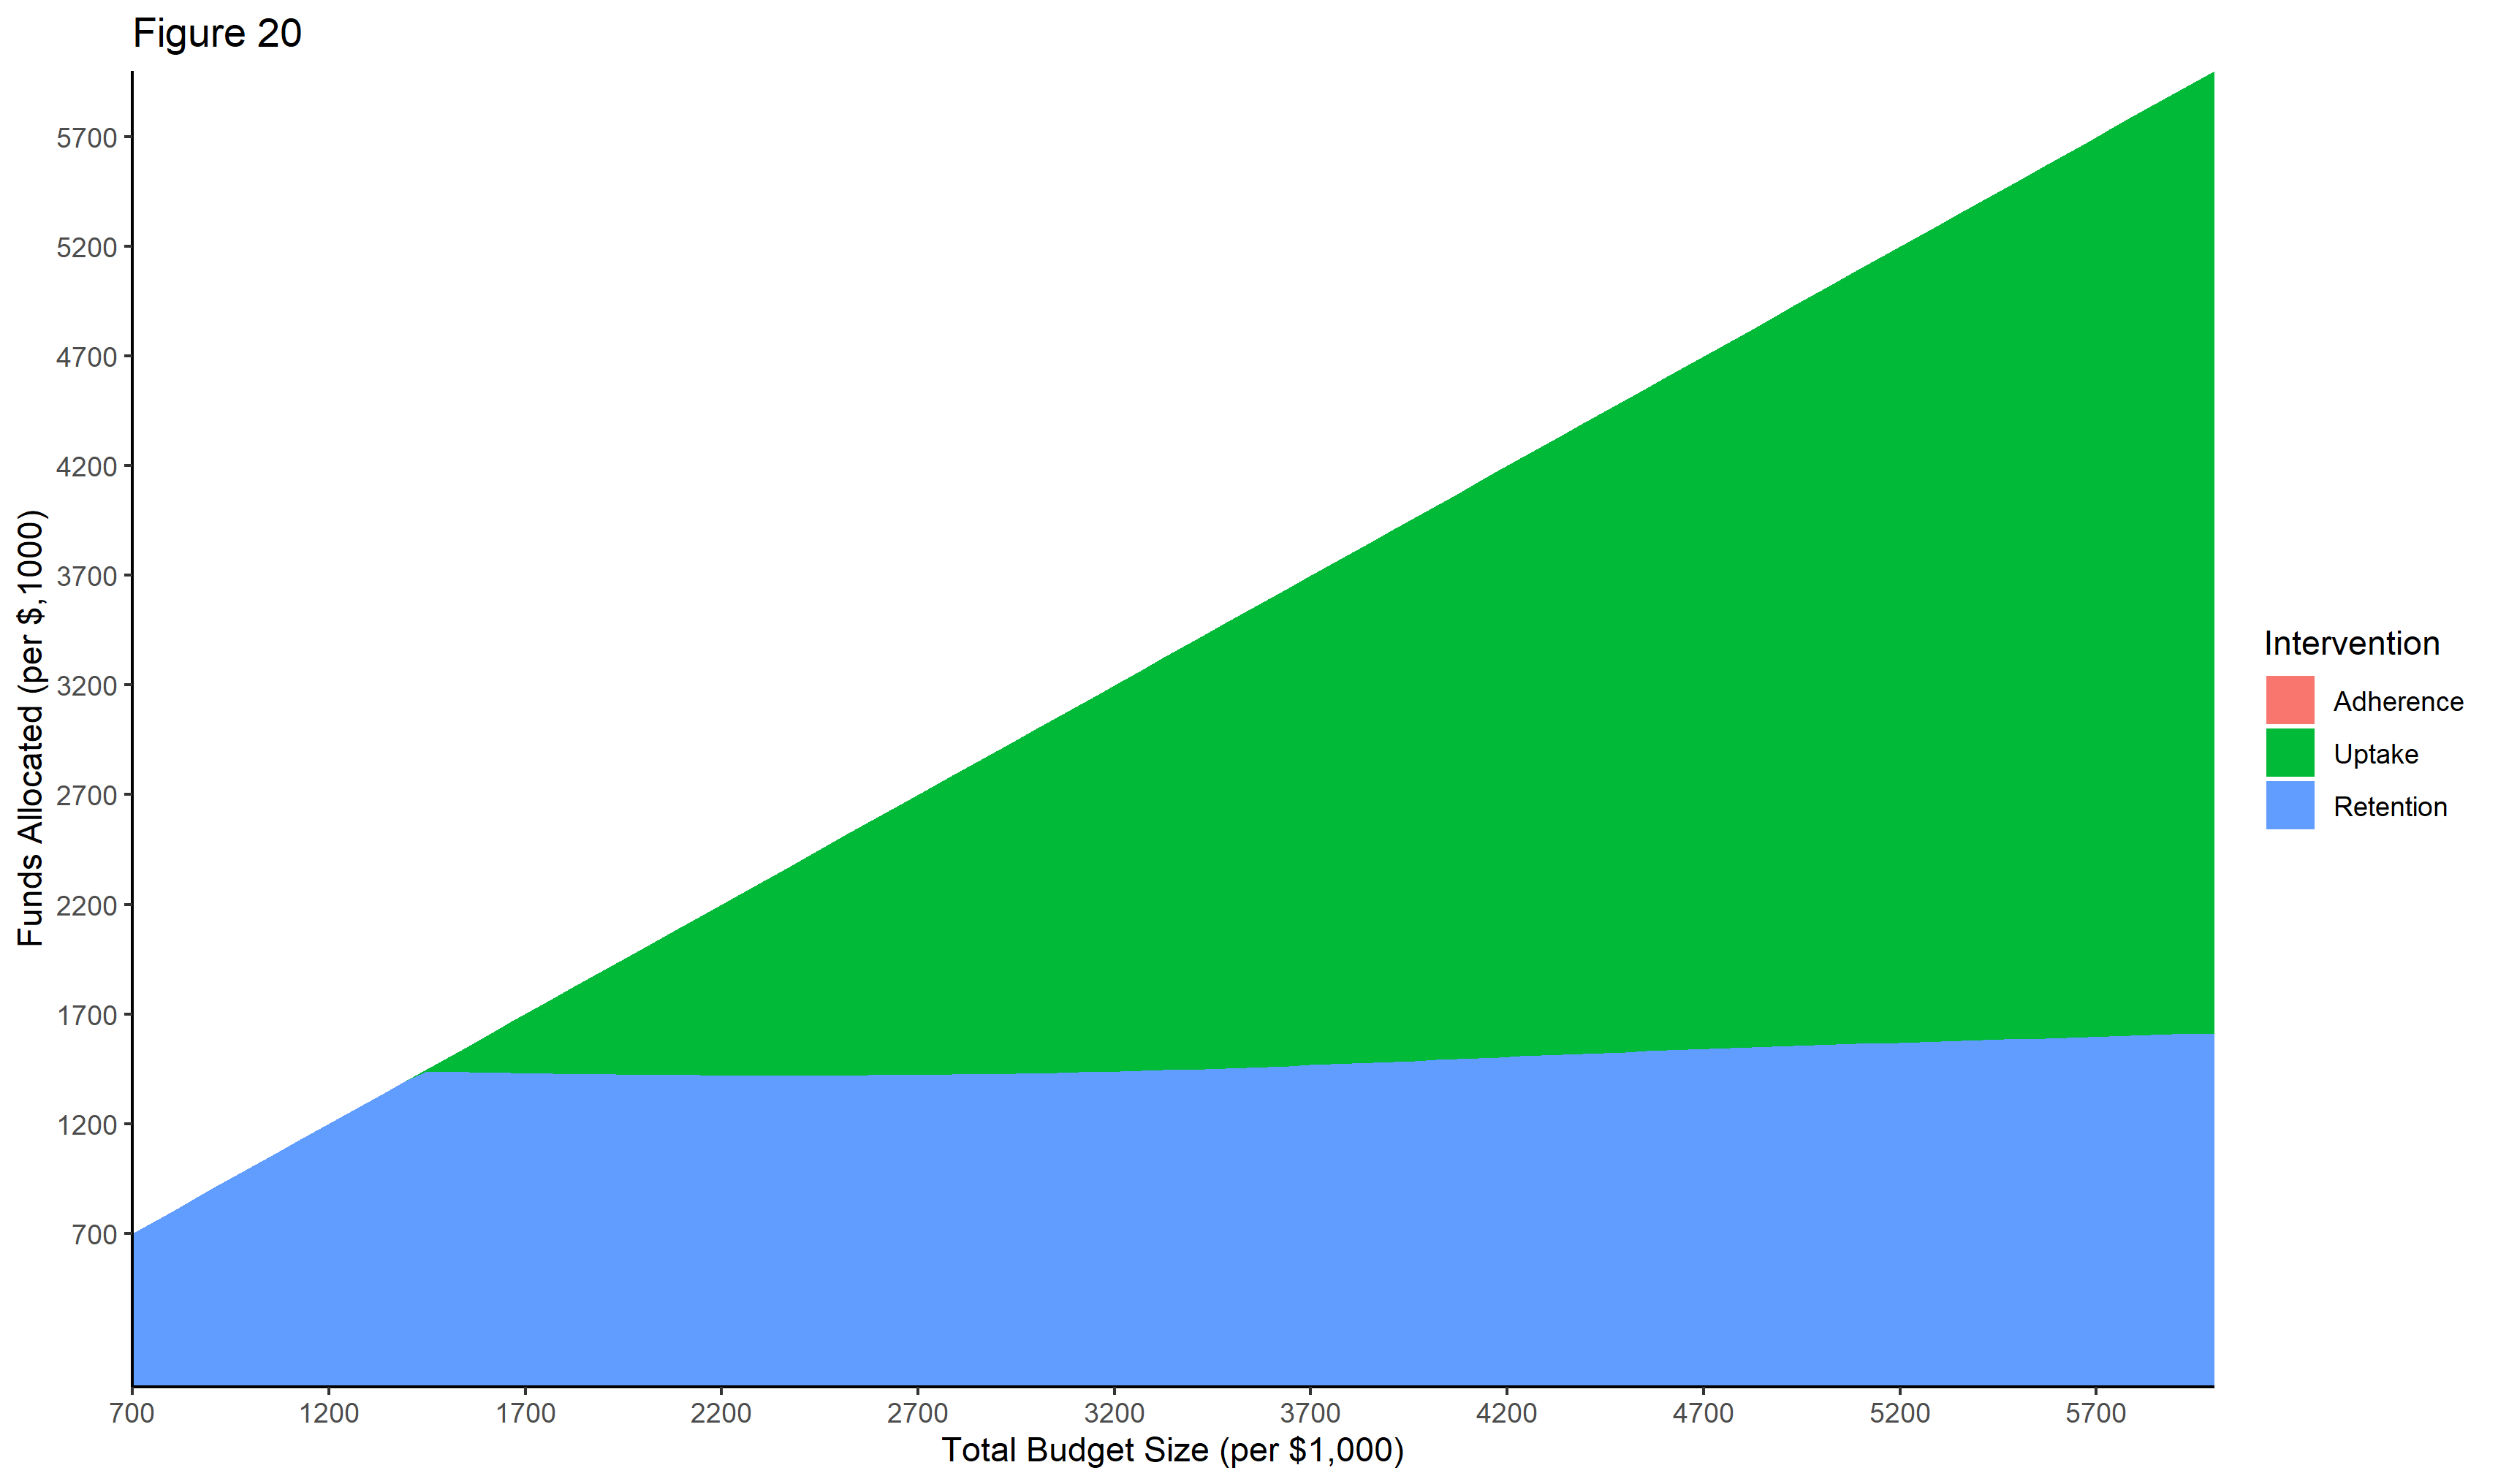 Figure 20
Funds Allocated (per $,1000)
5700
5200
4700
4200
3700
3200
2700
2200
1700
1200
700
700 1200 1700 2200 2700 3200 3700 4200 4700 5200 5700
Total Budget Size (per $1,000)
Intervention
Adherence
Uptake
Retention